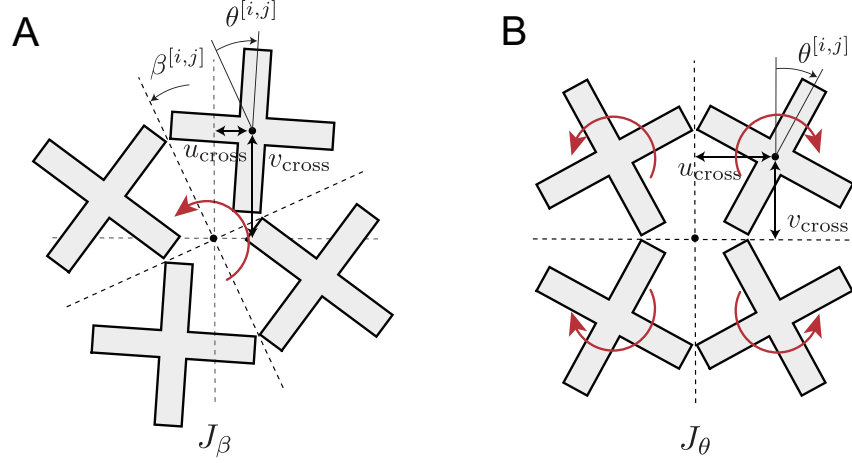 A
θ^[i,j]
β^[i,j]
u_cross
v_cross
J_β
B
θ^[i,j]
u_cross
v_cross
J_θ